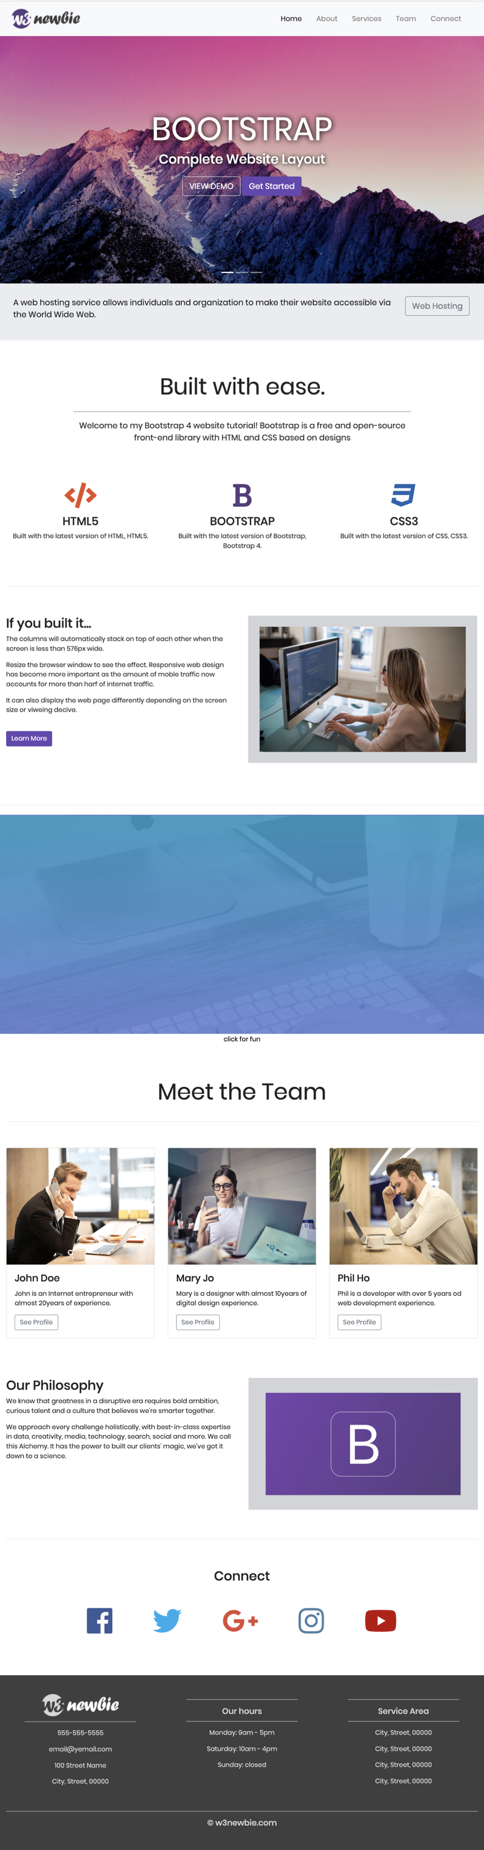 W3 newbie
Home About Services Team Connect
BOOTSTRAP
Complete Website Layout
VIEW DEMO Get Started
A web hosting service allows individuals and organization to make their website accessible via
the World Wide Web.
Web Hosting
Built with ease.
Welcome to my Bootstrap 4 website tutorial! Bootstrap is a free and open-source
front-end library with HTML and CSS based on designs
B
3
HTML5
Built with the latest version of HTML, HTML5.
BOOTSTRAP
Built with the latest version of Bootstrap,
Bootstrap 4.
CSS3
Built with the latest version of CSS, CSS3.
If you built it...
The columns will automatically stack on top of each other when the
screen is less than 576px wide.
Resize the browser window to see the effect. Responsive web design
has become more important as the amount of moble traffic now
accounts for more than harf of internet traffic.
It can also display the web page differently depending on the screen
size or viweing decive.
Learn More
click for fun
Meet the Team
John Doe
John is an Internet entrepreneur with
almost 20years of experience.
See Profile
Mary Jo
Mary is a designer with almost 10years of
digital design experience.
See Profile
Phil Ho
Phil is a developer with over 5 years od
web development experience.
See Profile
Our Philosophy
We know that greatness in a disruptive era requires bold ambition,
curious talent and a culture that believes we're smarter together.
We approach every challenge holistically, with best-in-class expertise
in data, creativity, media, technology, search, social and more. We call
this Alchemy. It has the power to built our clients' magic, we've got it
down to a science.
B
Connect
f
G+
W3 newbie
555-555-5555
email@yemail.com
100 Street Name
City, Street, 00000
Our hours
Monday: 9am - 5pm
Saturday: 10am - 4pm
Sunday: closed
Service Area
City, Street, 00000
City, Street, 00000
City, Street, 00000
City, Street, 00000
© w3newbie.com